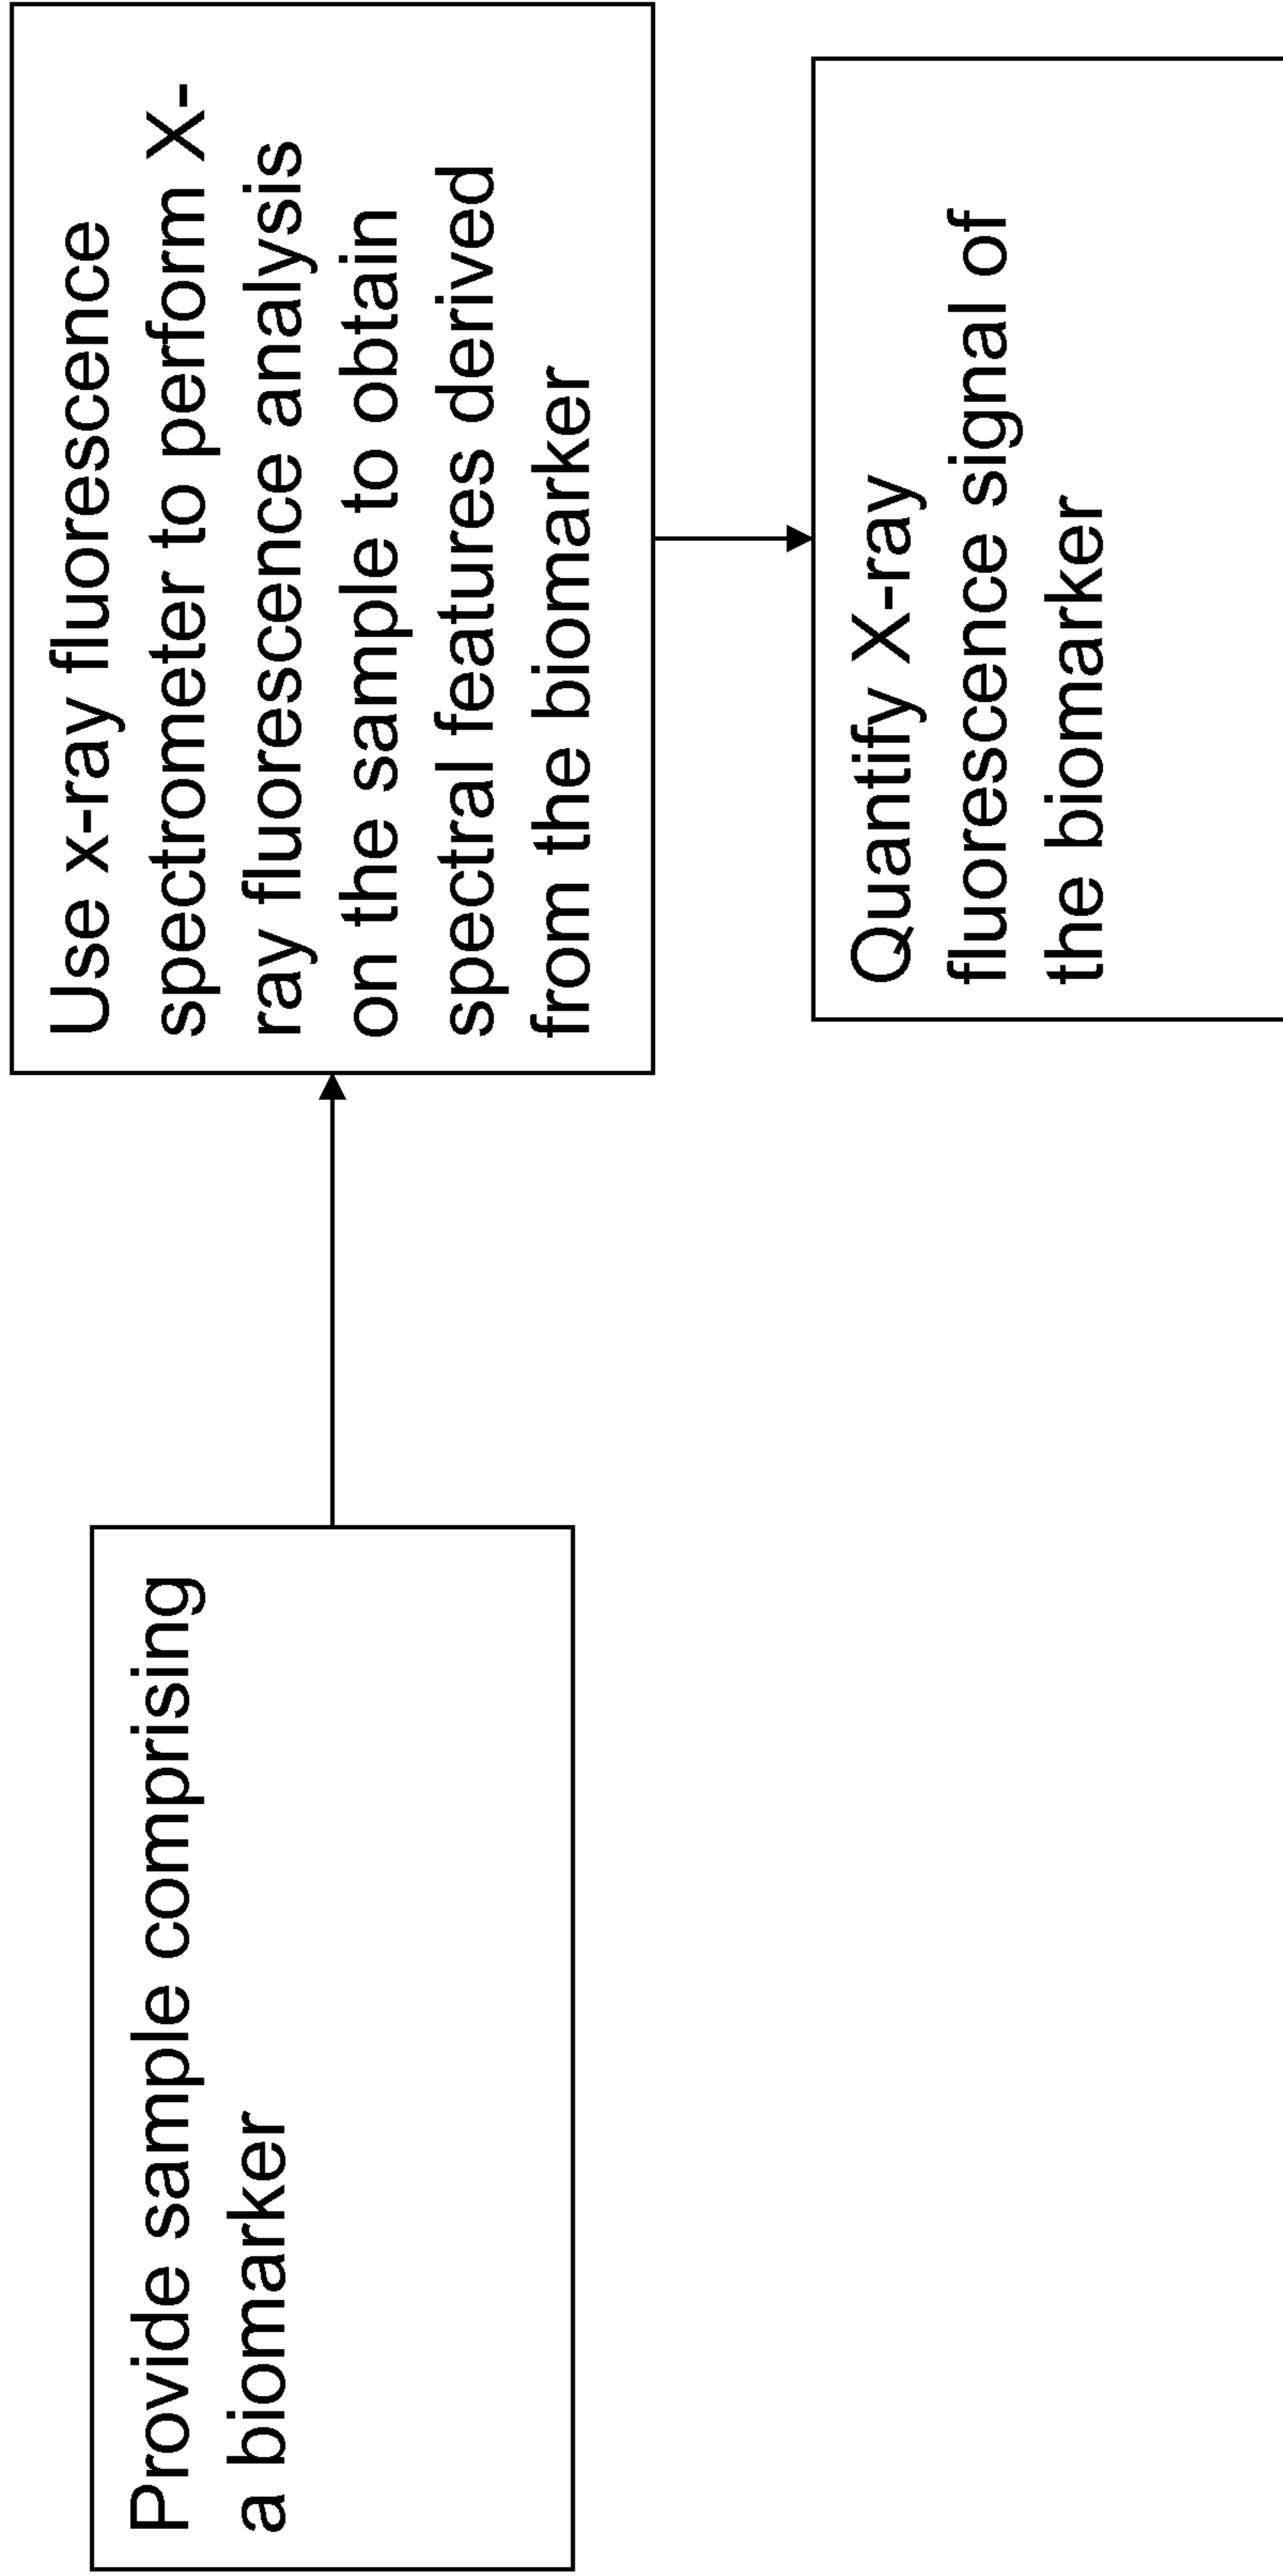 Provide sample comprising
a biomarker
Use x-ray fluorescence
spectrometer to perform X-
ray fluorescence analysis
on the sample to obtain
spectral features derived
from the biomarker
Quantify X-ray
fluorescence signal of
the biomarker